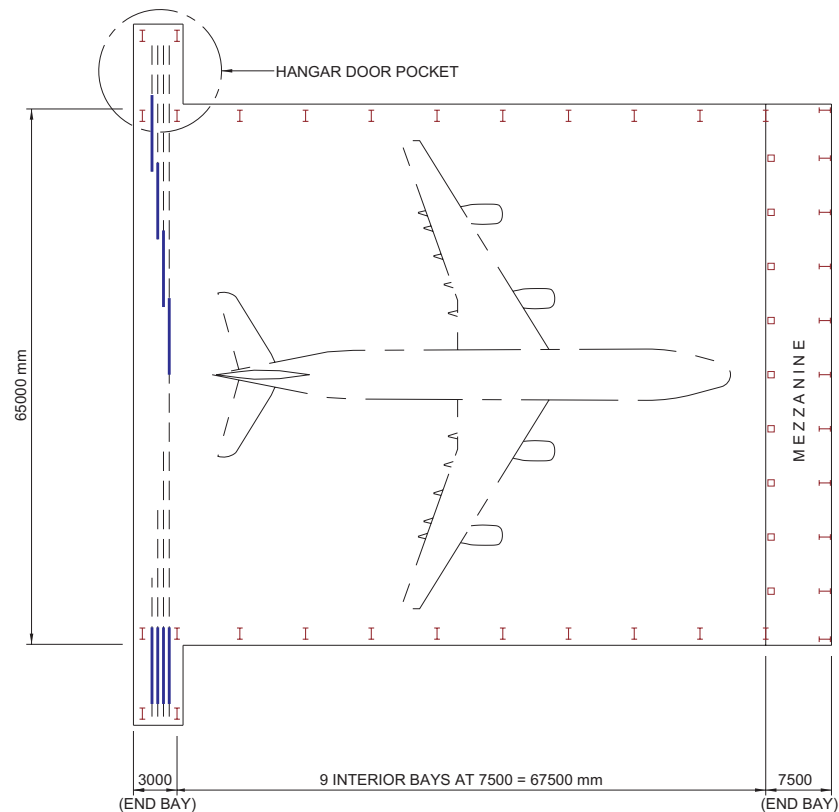 HANGAR DOOR POCKET
65000 mm
MEZZANINE
3000
9 INTERIOR BAYS AT 7500 = 67500 mm
7500
(END BAY)
(END BAY)